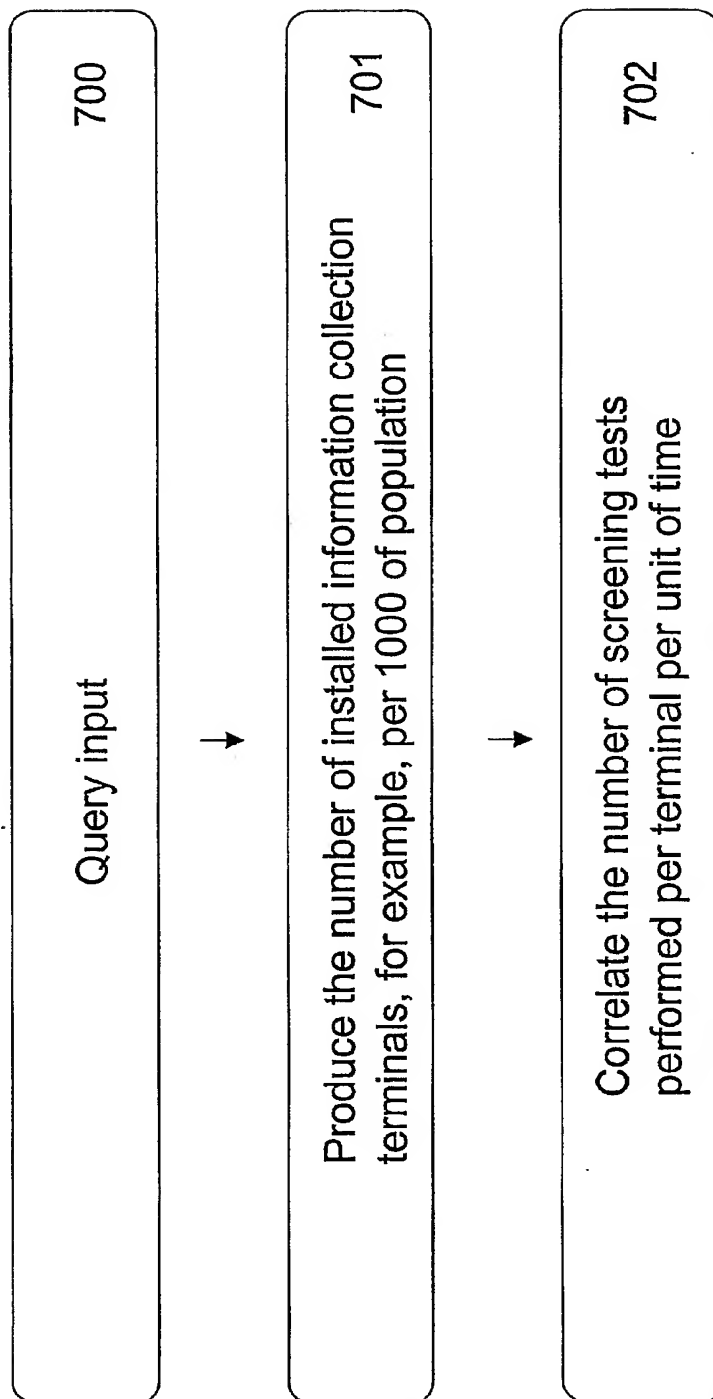 Query input 700
Produce the number of installed information collection 701
terminals, for example, per 1000 of population
Correlate the number of screening tests 702
performed per terminal per unit of time